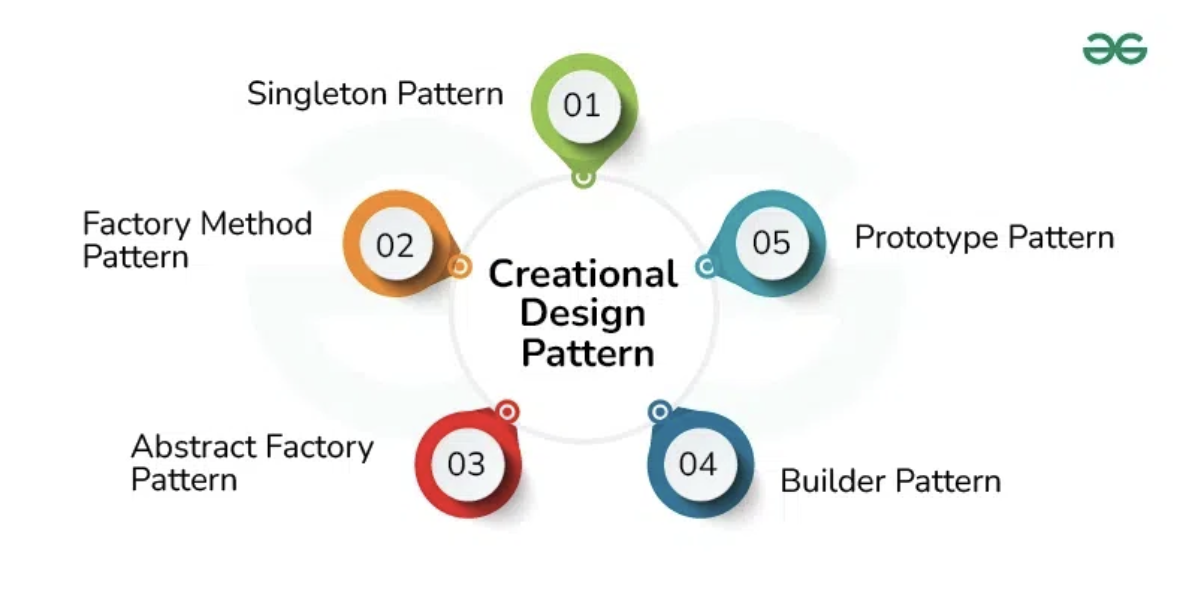 Singleton Pattern
01
Factory Method
Pattern
02
Creational
Design
Pattern
05
Prototype Pattern
Abstract Factory
Pattern
03
04
Builder Pattern